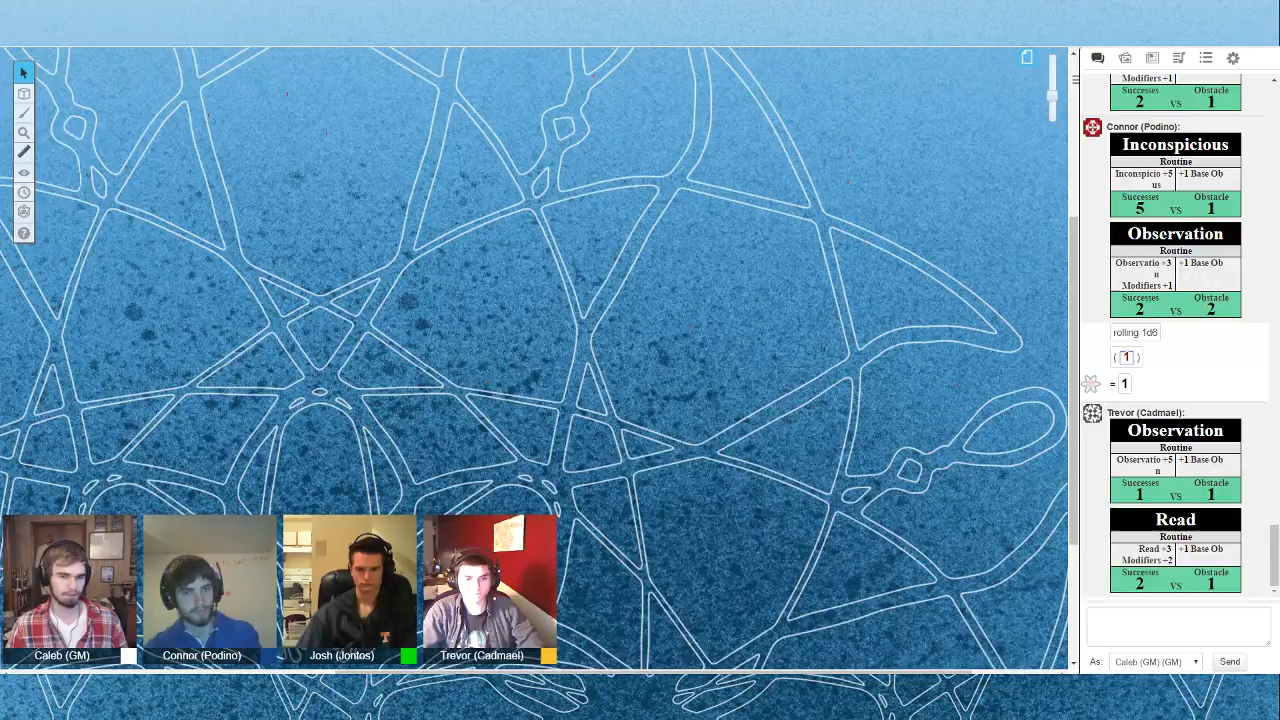 Modifiers +1
Successes Obstacle
2 VS 1
Connor (Podino):
Inconspicious
Routine
Inconspicio +5 +1 Base Ob
us
Successes Obstacle
5 VS 1
Observation
Routine
Observatio +3 +1 Base Ob
n
Modifiers +1
Successes Obstacle
2 VS 2
rolling 1d6
( 1 )
= 1
Trevor (Cadmael):
Observation
Routine
Observatio +5 +1 Base Ob
n
Successes Obstacle
1 VS 1
Read
Routine
Read +3 +1 Base Ob
Modifiers +2
Successes Obstacle
2 VS 1
As: Caleb (GM) (GM) Send
Caleb (GM) Connor (Podino) Josh (Jontos) Trevor (Cadmael)